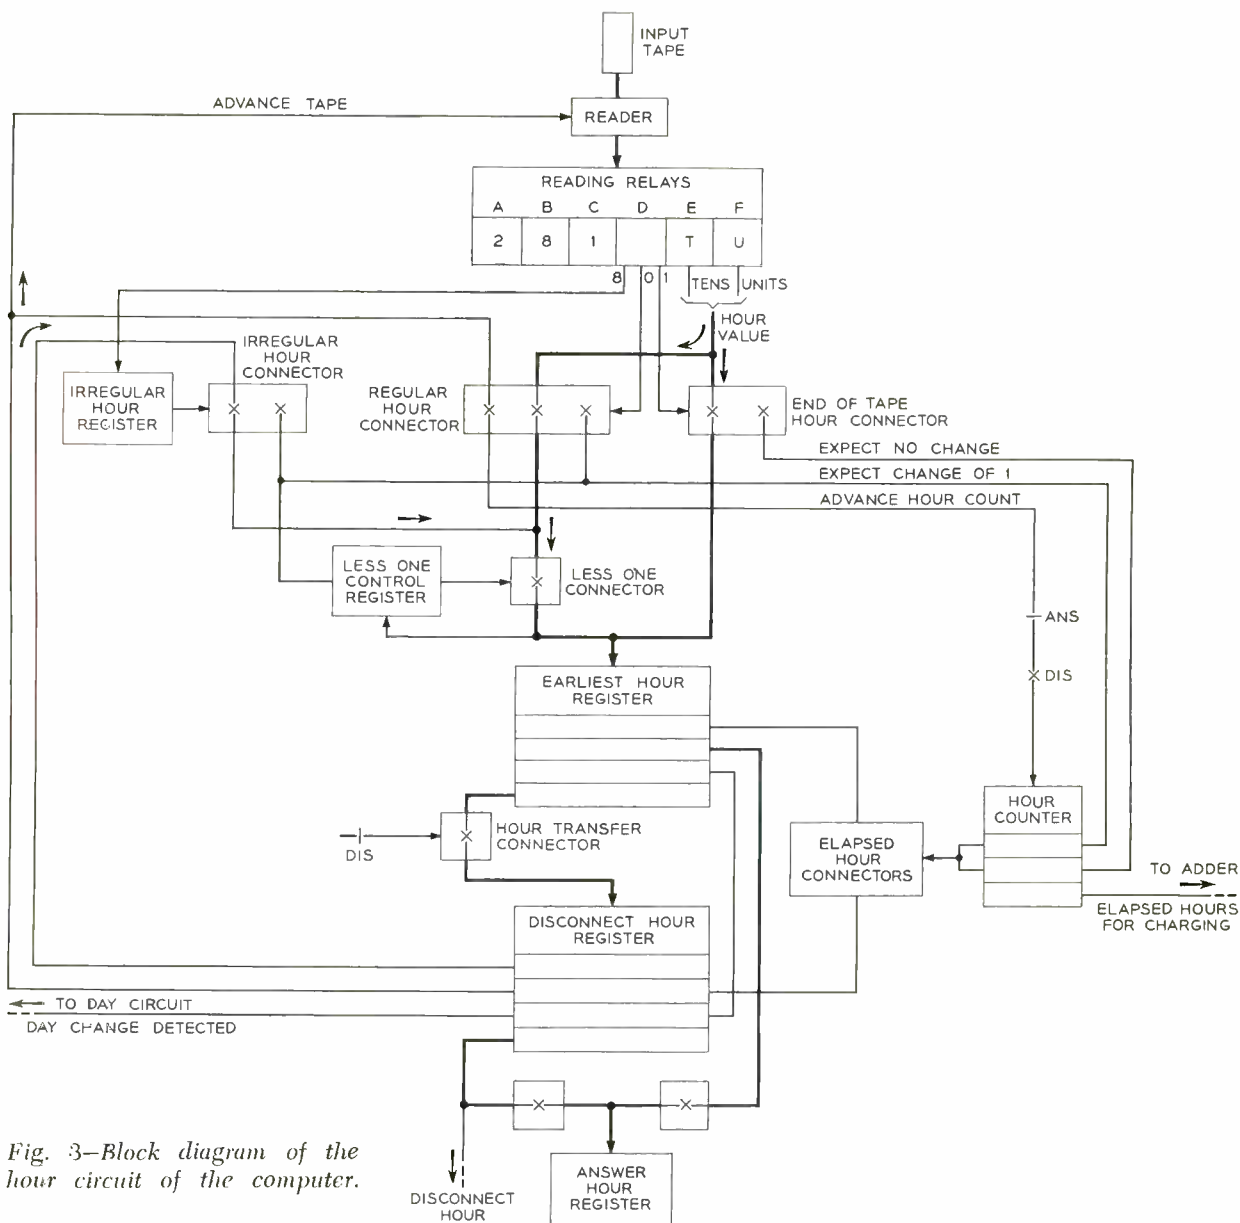 INPUT
TAPE
ADVANCE TAPE
READER
READING RELAYS
A B C D E F
2 8 1 T U
8 0 1 TENS UNITS
HOUR
VALUE
IRREGULAR
HOUR
CONNECTOR
IRREGULAR
HOUR
REGISTER
REGULAR
HOUR
CONNECTOR
END OF TAPE
HOUR CONNECTOR
EXPECT NO CHANGE
EXPECT CHANGE OF 1
ADVANCE HOUR COUNT
LESS ONE
CONTROL
REGISTER
LESS ONE
CONNECTOR
ANS
DIS
EARLIEST HOUR
REGISTER
HOUR
COUNTER
HOUR TRANSFER
CONNECTOR
DIS
ELAPSED
HOUR
CONNECTORS
TO ADDER
ELAPSED HOURS
FOR CHARGING
DISCONNECT HOUR
REGISTER
TO DAY CIRCUIT
DAY CHANGE DETECTED
Fig. 3—Block diagram of the
hour circuit of the computer.
DISCONNECT
HOUR
ANSWER
HOUR
REGISTER